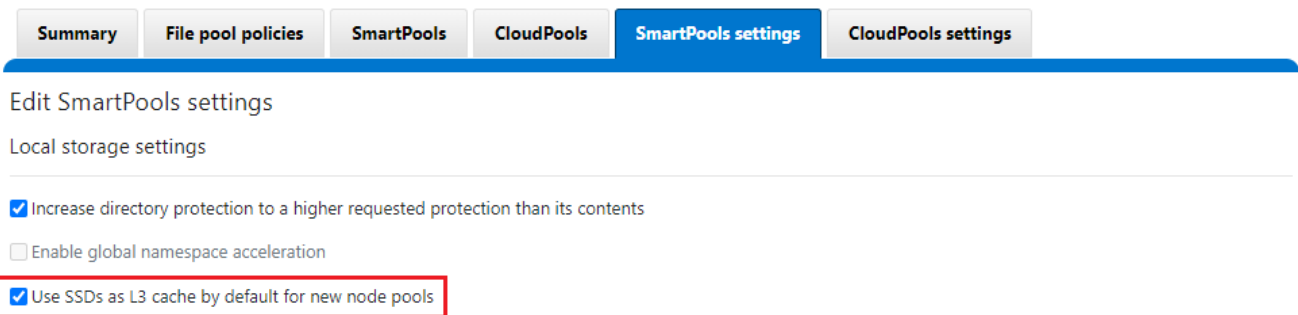 Summary File pool policies SmartPools CloudPools SmartPools settings CloudPools settings
Edit SmartPools settings
Local storage settings
Increase directory protection to a higher requested protection than its contents
Enable global namespace acceleration
Use SSDs as L3 cache by default for new node pools